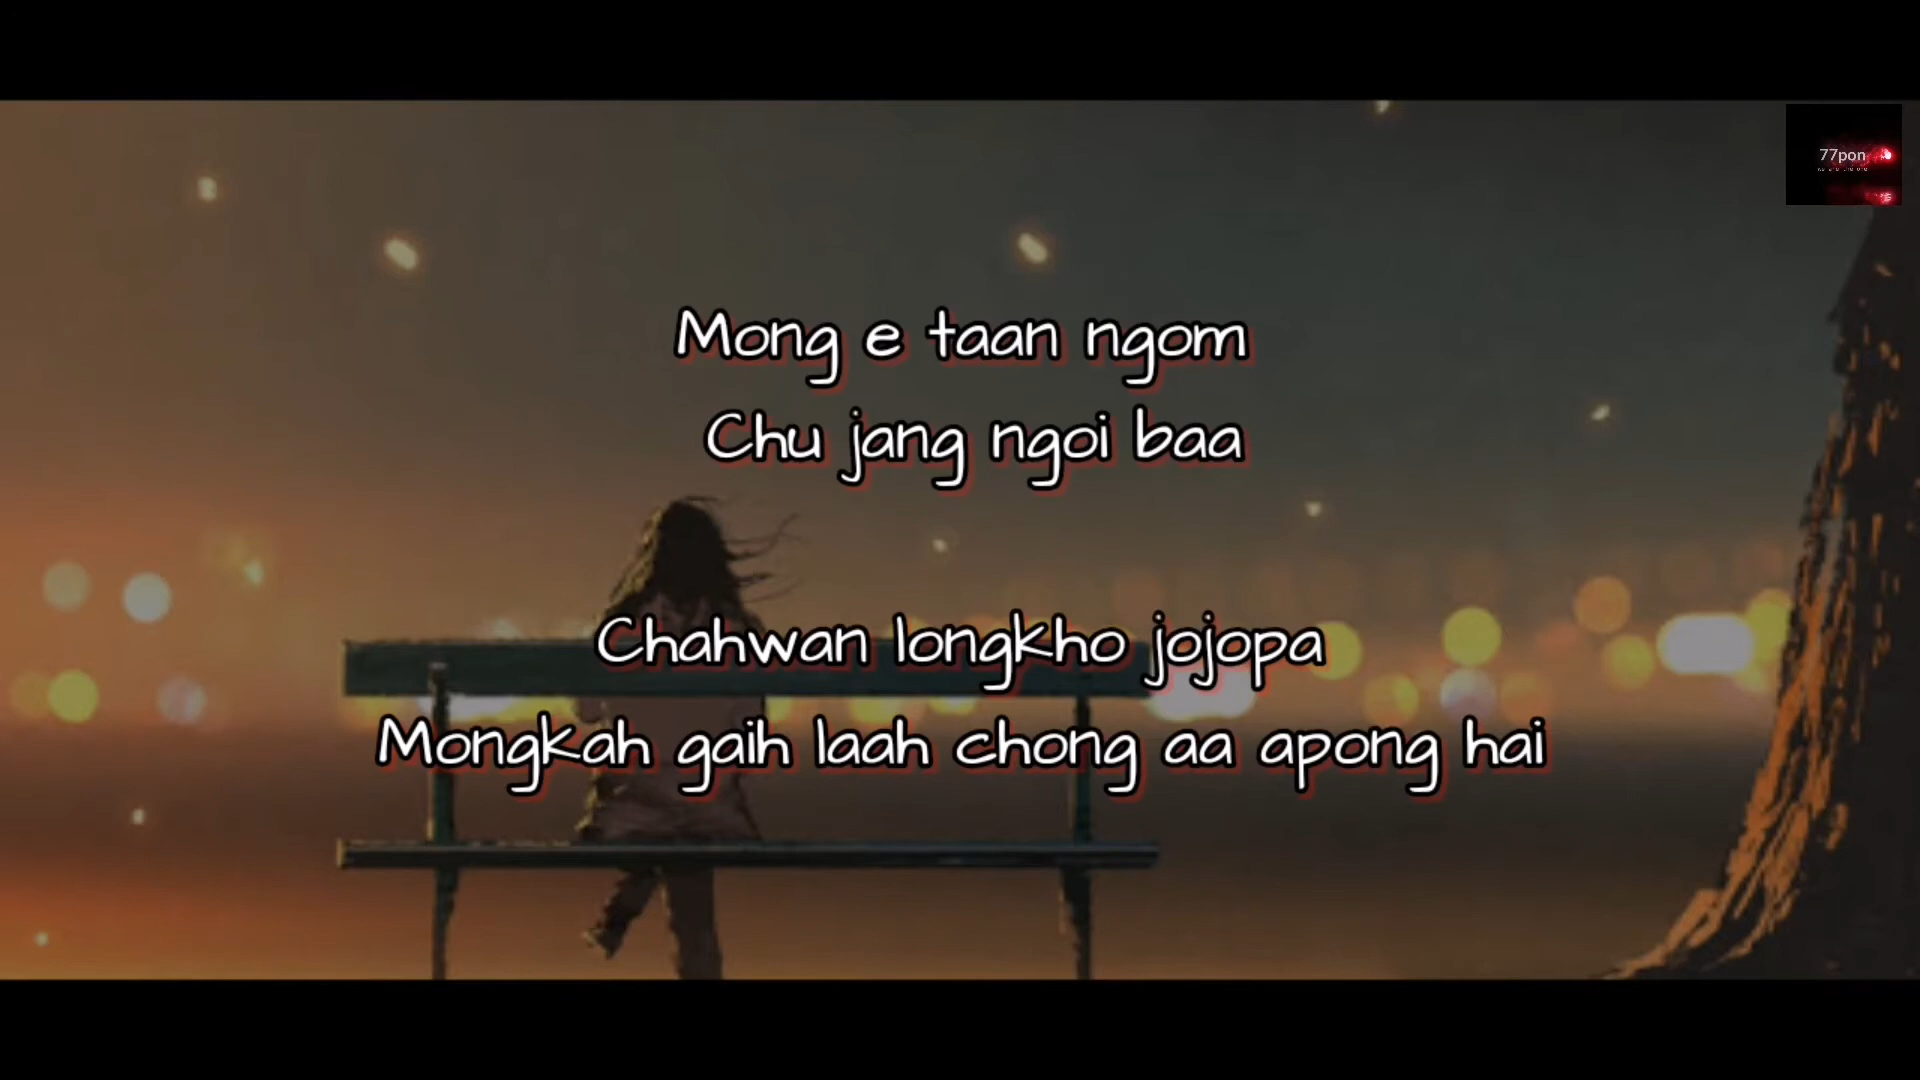 77pon
Mong e taan ngom
Chu jang ngoi baa
Chahwan longkho jojopa
Mongkah gaih laah chong aa apong hai